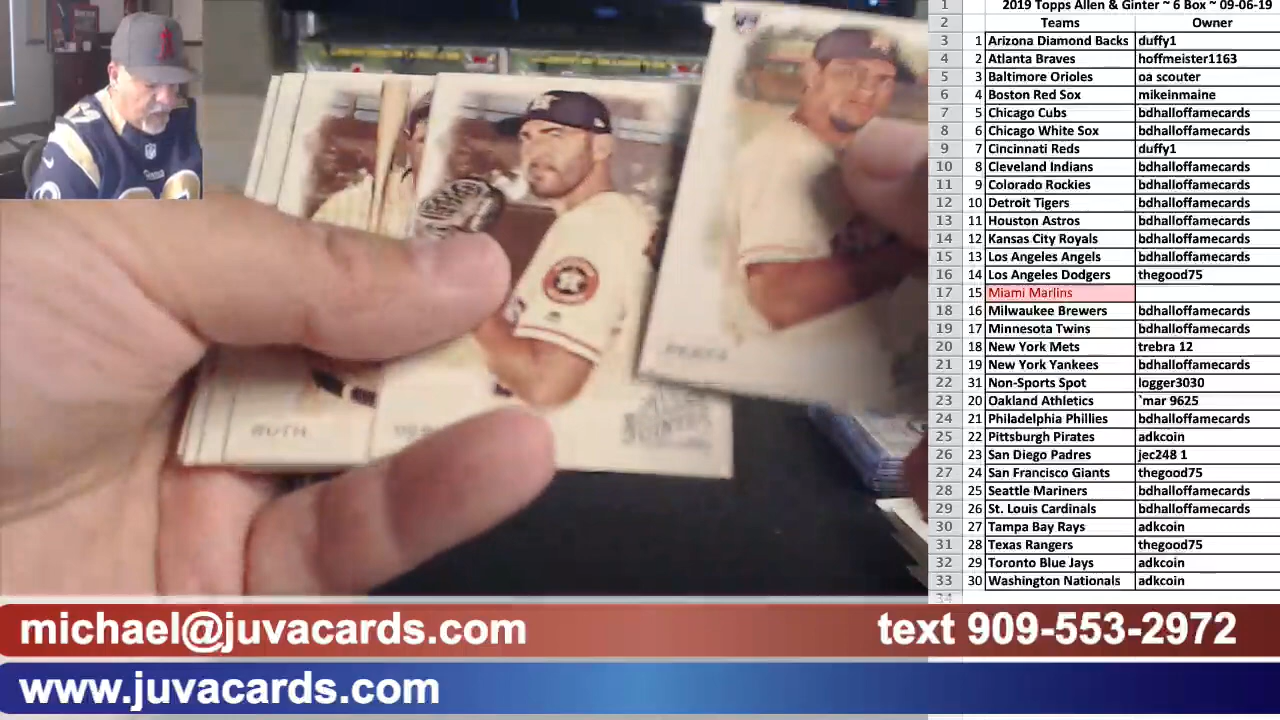 1 2019 Topps Allen & Ginter ~ 6 Box ~ 09-06-19
2 Teams Owner
3 1 Arizona Diamond Backs duffy1
4 2 Atlanta Braves hoffmeister1163
5 3 Baltimore Orioles oa scouter
6 4 Boston Red Sox mikeinmaine
7 5 Chicago Cubs bdhalloffamecards
8 6 Chicago White Sox bdhalloffamecards
9 7 Cincinnati Reds duffy1
10 8 Cleveland Indians bdhalloffamecards
11 9 Colorado Rockies bdhalloffamecards
12 10 Detroit Tigers bdhalloffamecards
13 11 Houston Astros bdhalloffamecards
14 12 Kansas City Royals bdhalloffamecards
15 13 Los Angeles Angels bdhalloffamecards
16 14 Los Angeles Dodgers thegood75
17 15 Miami Marlins
18 16 Milwaukee Brewers bdhalloffamecards
19 17 Minnesota Twins bdhalloffamecards
20 18 New York Mets trebra 12
21 19 New York Yankees bdhalloffamecards
22 31 Non-Sports Spot logger3030
23 20 Oakland Athletics `mar 9625
24 21 Philadelphia Phillies bdhalloffamecards
25 22 Pittsburgh Pirates adkcoin
26 23 San Diego Padres jec248 1
27 24 San Francisco Giants thegood75
28 25 Seattle Mariners bdhalloffamecards
29 26 St. Louis Cardinals bdhalloffamecards
30 27 Tampa Bay Rays adkcoin
31 28 Texas Rangers thegood75
32 29 Toronto Blue Jays adkcoin
33 30 Washington Nationals adkcoin
34
RUTH
michael@juvacards.com text 909-553-2972
www.juvacards.com